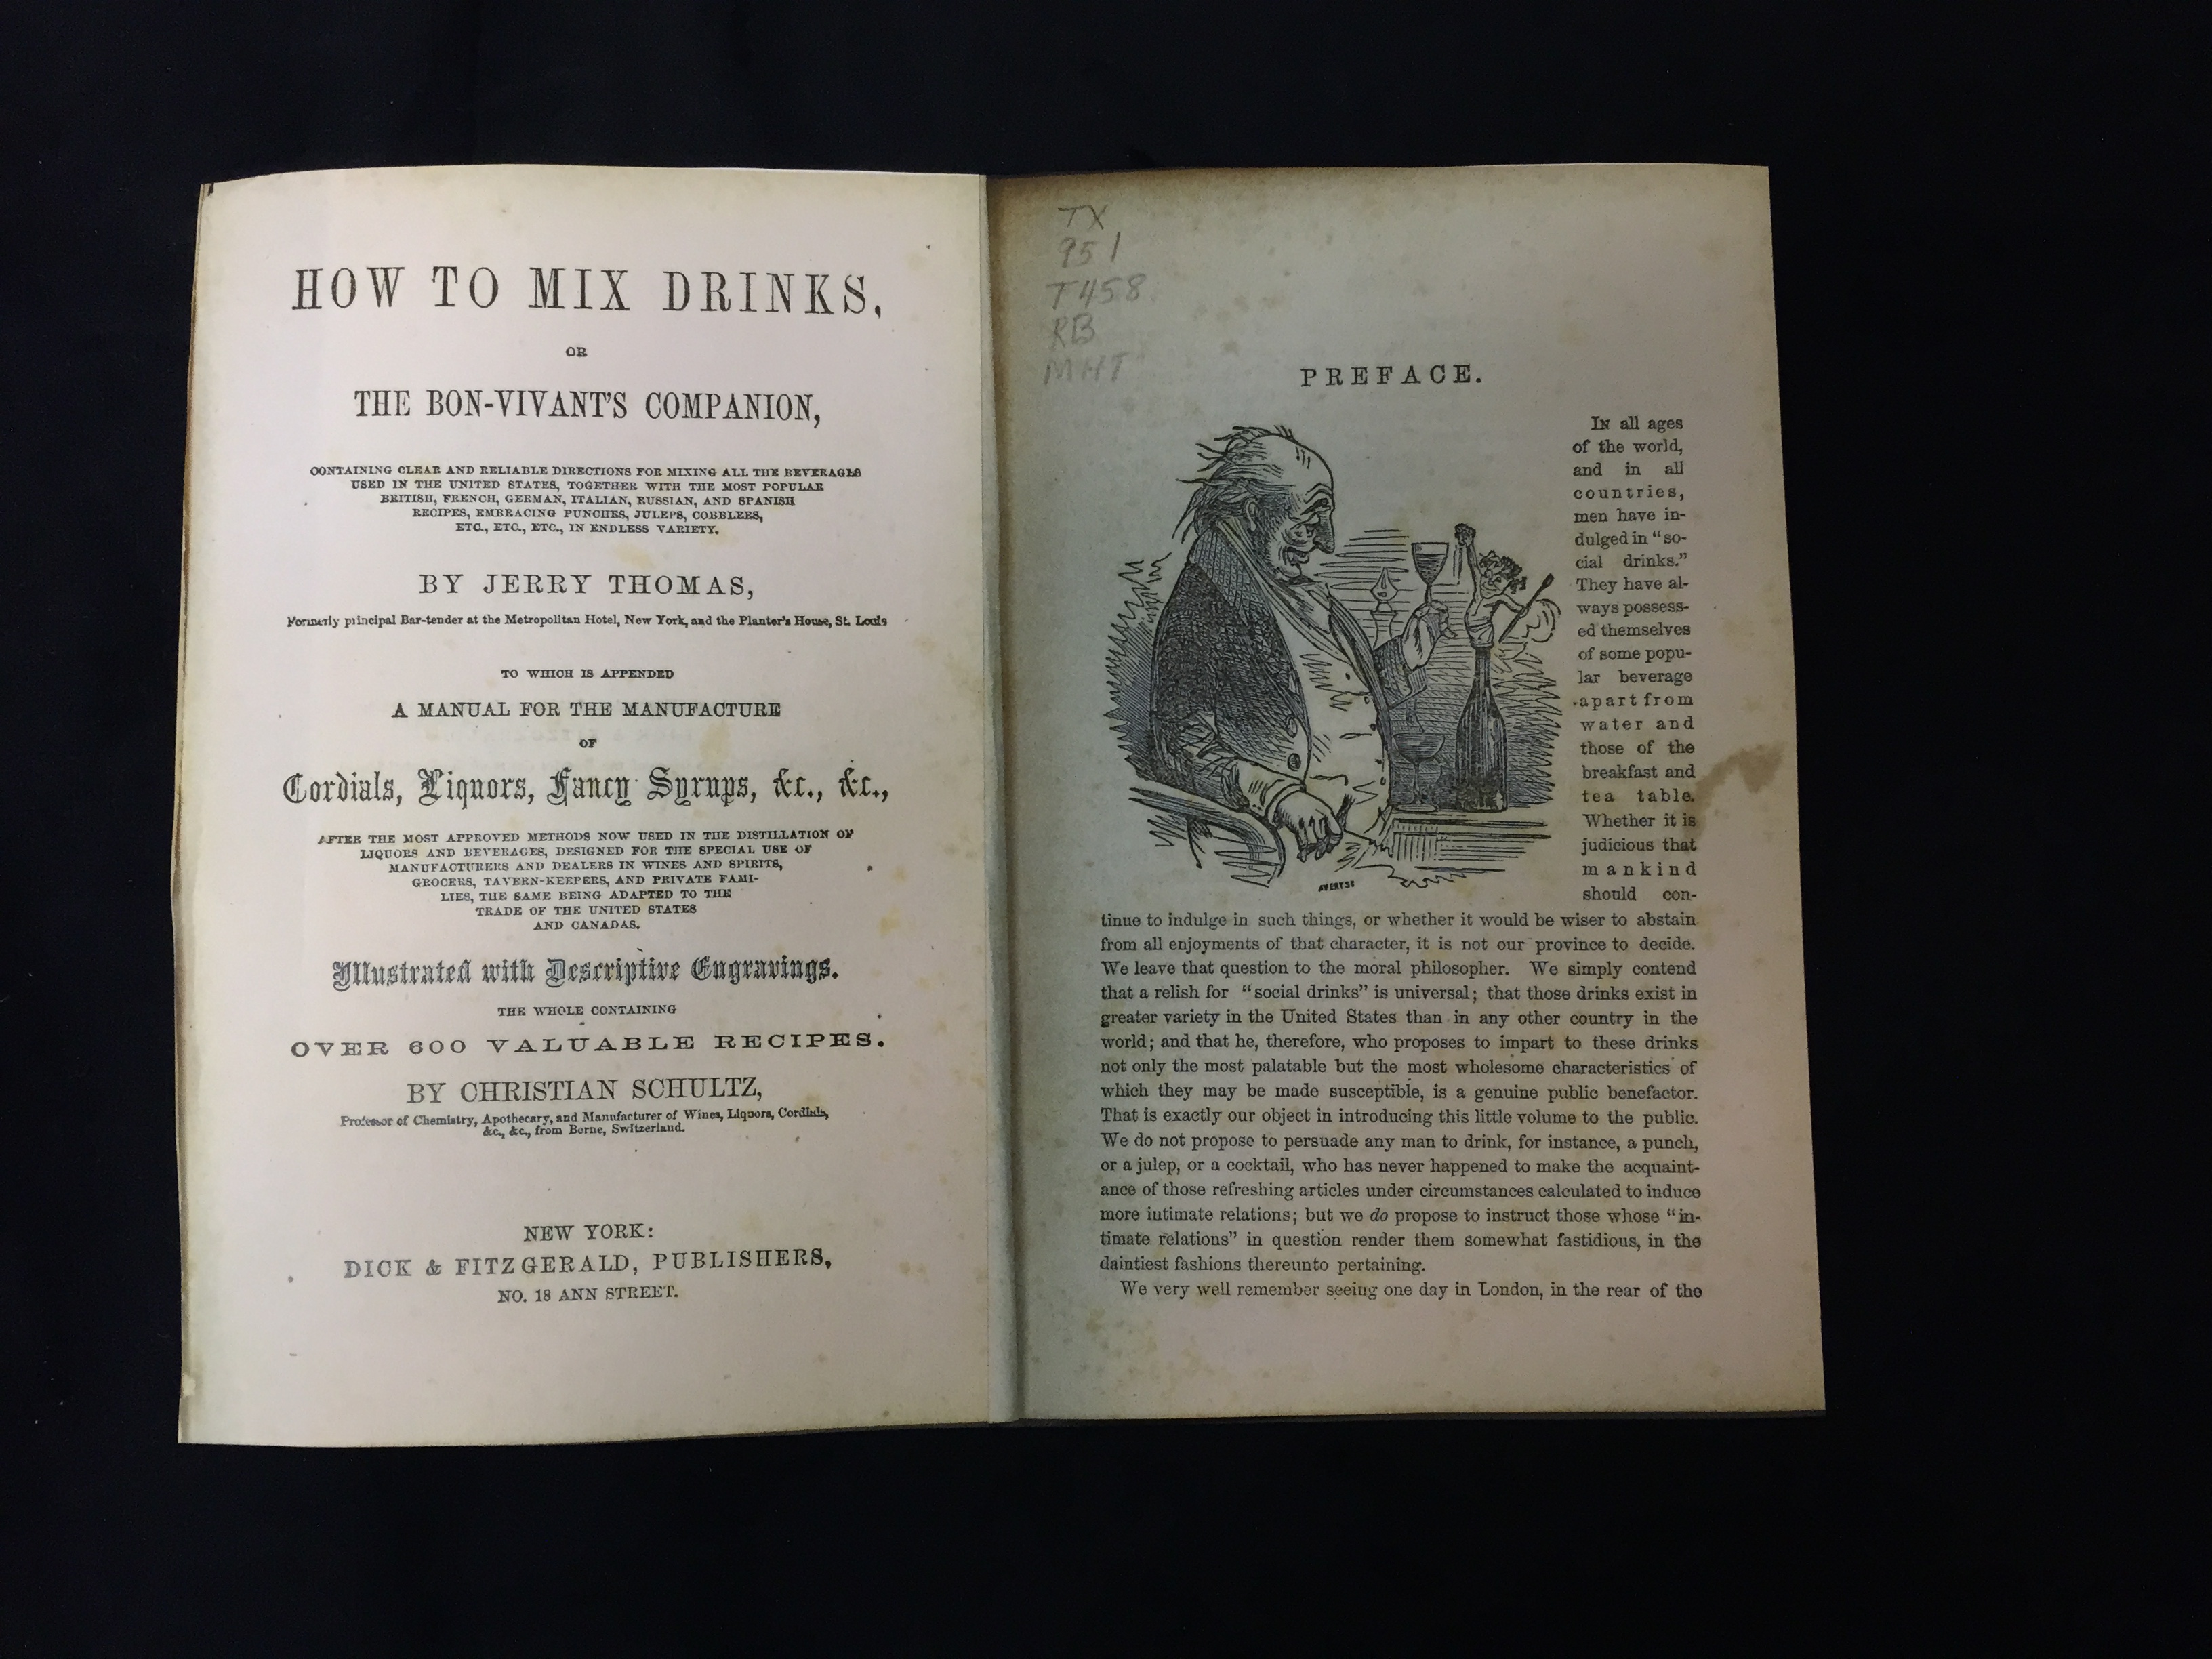 HOW TO MIX DRINKS,
OR
THE BON-VIVANT'S COMPANION,
CONTAINING CLEAR AND RELIABLE DIRECTIONS FOR MIXING ALL THE BEVERAGES
USED IN THE UNITED STATES, TOGETHER WITH THE MOST POPULAR
BRITISH, FRENCH, GERMAN, ITALIAN, RUSSIAN, AND SPANISH
RECIPES, EMBRACING PUNCHES, JULEPS, COBBLERS,
ETC., ETC., ETC., IN ENDLESS VARIETY.
BY JERRY THOMAS,
Formerly principal Bar-tender at the Metropolitan Hotel, New York, and the Planter's House, St. Louis
TO WHICH IS APPENDED
A MANUAL FOR THE MANUFACTURE
OF
Cordials, Liquors, Fancy Syrups, &c., &c.,
AFTER THE MOST APPROVED METHODS NOW USED IN THE DISTILLATION OF
LIQUORS AND BEVERAGES, DESIGNED FOR THE SPECIAL USE OF
MANUFACTURERS AND DEALERS IN WINES AND SPIRITS,
GROCERS, TAVERN-KEEPERS, AND PRIVATE FAMI-
LIES, THE SAME BEING ADAPTED TO THE
TRADE OF THE UNITED STATES
AND CANADAS.
Illustrated with Descriptive Engravings.
THE WHOLE CONTAINING
OVER 600 VALUABLE RECIPES.
BY CHRISTIAN SCHULTZ,
Professor of Chemistry, Apothecary, and Manufacturer of Wines, Liquors, Cordials,
&c., &c., from Berne, Switzerland.
NEW YORK:
DICK & FITZGERALD, PUBLISHERS,
NO. 18 ANN STREET.
TX
951
T458
RB
MHT
PREFACE.
IN all ages
of the world,
and in all
countries,
men have in-
dulged in "so-
cial drinks."
They have al-
ways possess-
ed themselves
of some popu-
lar beverage
apart from
water and
those of the
breakfast and
tea table.
Whether it is
judicious that
mankind
should con-
tinue to indulge in such things, or whether it would be wiser to abstain
from all enjoyments of that character, it is not our province to decide.
We leave that question to the moral philosopher. We simply contend
that a relish for "social drinks" is universal; that those drinks exist in
greater variety in the United States than in any other country in the
world; and that he, therefore, who proposes to impart to these drinks
not only the most palatable but the most wholesome characteristics of
which they may be made susceptible, is a genuine public benefactor.
That is exactly our object in introducing this little volume to the public.
We do not propose to persuade any man to drink, for instance, a punch,
or a julep, or a cocktail, who has never happened to make the acquaint-
ance of those refreshing articles under circumstances calculated to induce
more intimate relations; but we do propose to instruct those whose "in-
timate relations" in question render them somewhat fastidious, in the
daintiest fashions thereunto pertaining.
We very well remember seeing one day in London, in the rear of the